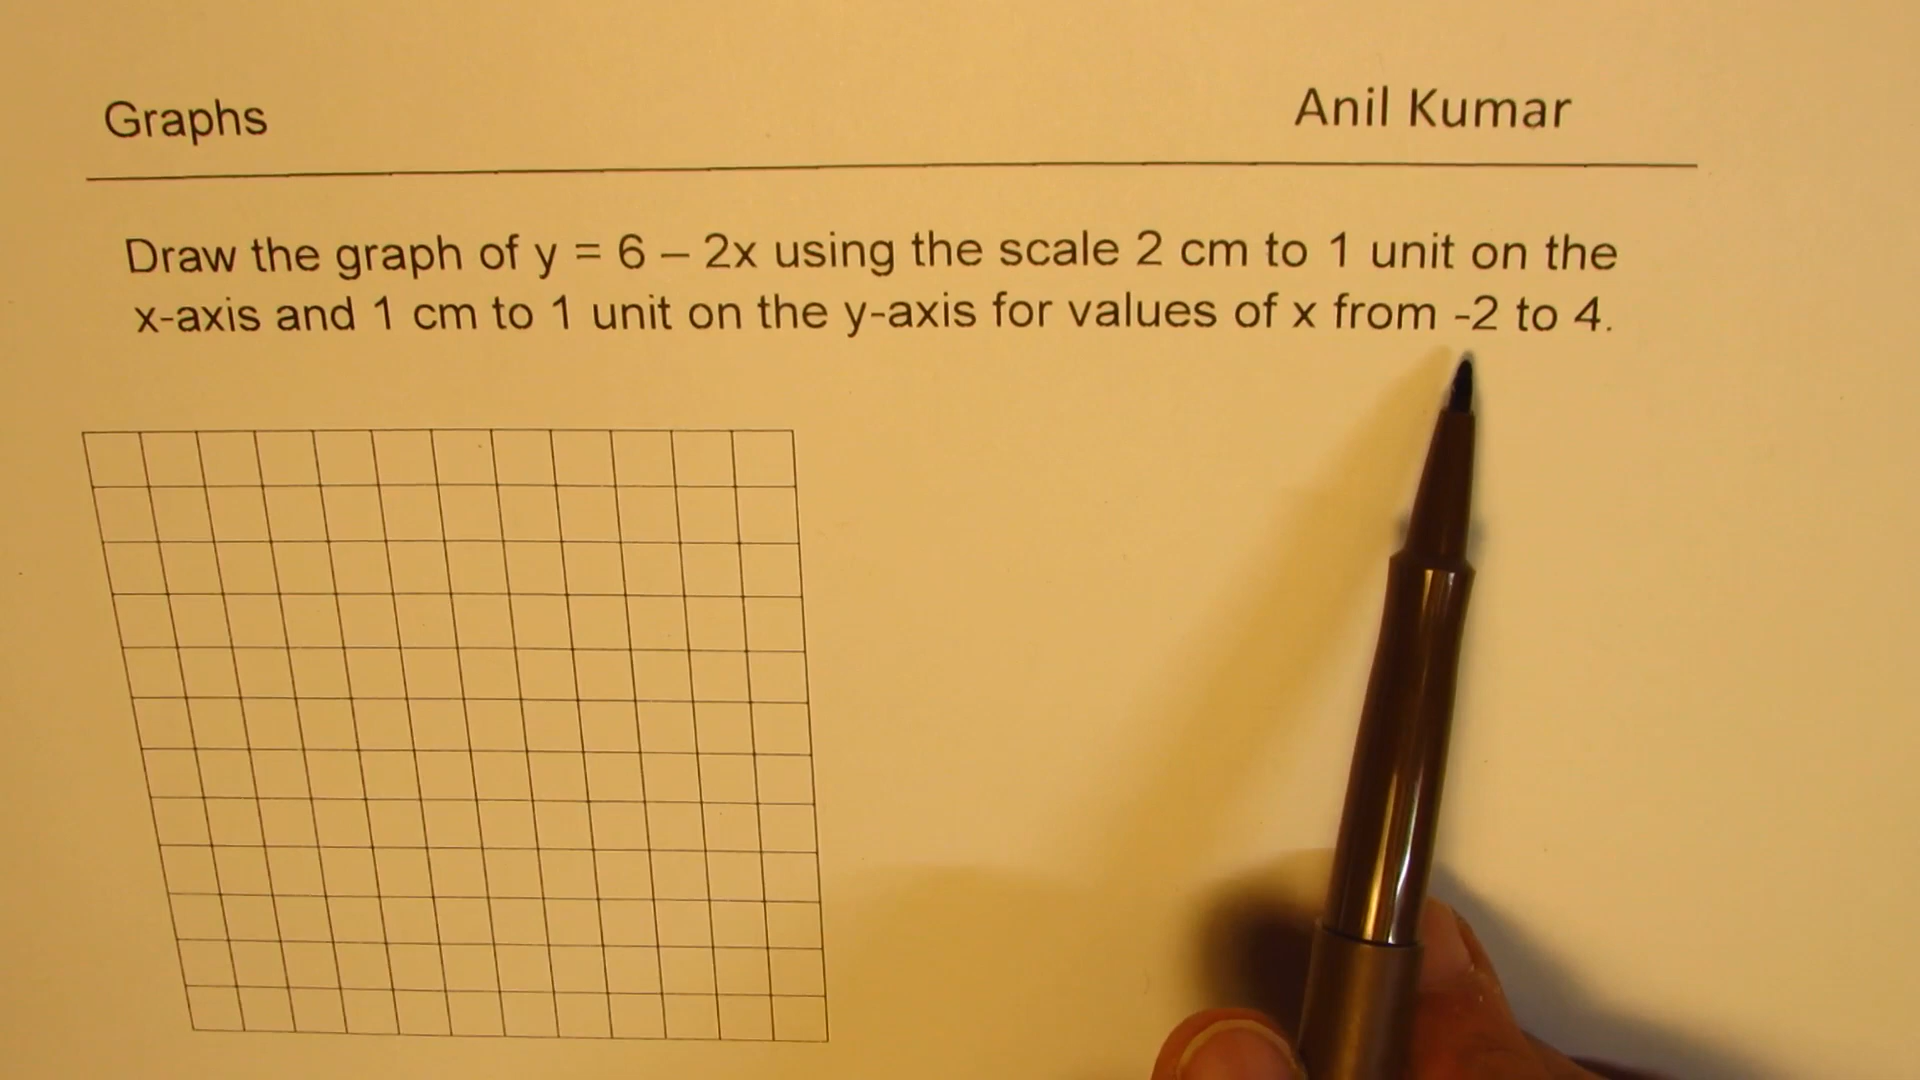 Graphs
Anil Kumar
Draw the graph of y = 6 – 2x using the scale 2 cm to 1 unit on the
x-axis and 1 cm to 1 unit on the y-axis for values of x from -2 to 4.